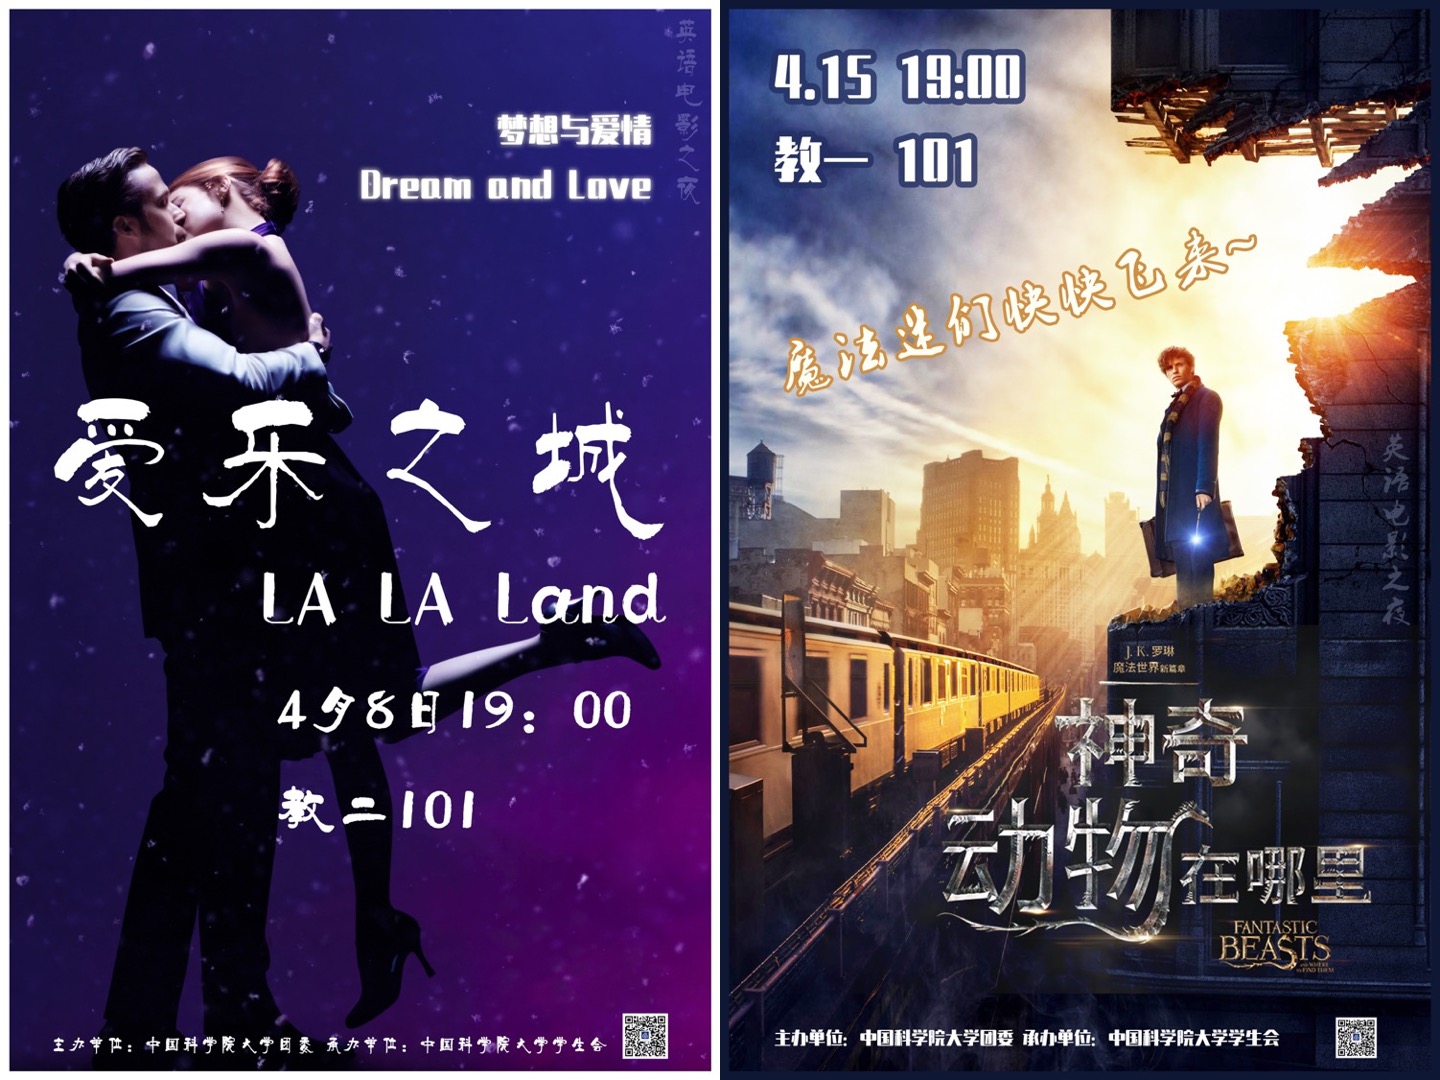 英语电影之夜
梦想与爱情
Dream and Love
爱乐之城
LA LA Land
4月8日19：00
教二101
主办单位：中国科学院大学团委 承办单位：中国科学院大学学生会
4.15 19:00
教一 101
魔法迷们快快飞来~
英语电影之夜
J.K.罗琳
魔法世界新篇章
神奇
动物在哪里
FANTASTIC
BEASTS
AND WHERE
TO FIND THEM
主办单位：中国科学院大学团委 承办单位：中国科学院大学学生会